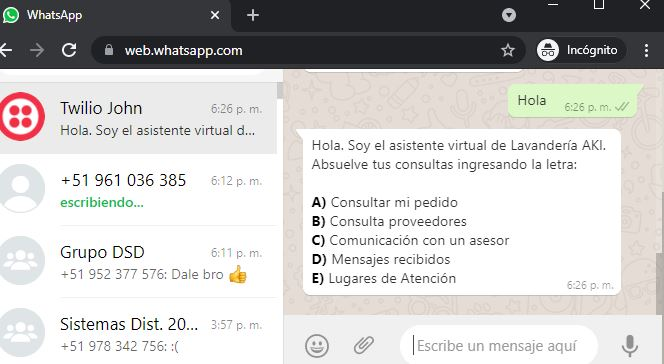 WhatsApp
web.whatsapp.com
Incógnito
Twilio John
6:26 p. m.
Hola. Soy el asistente virtual d...
+51 961 036 385
6:12 p. m.
escribiendo...
Grupo DSD
6:11 p. m.
+51 952 377 576: Dale bro 👍
Sistemas Dist. 20...
3:57 p. m.
+51 978 342 756: :(
Hola
6:26 p. m.
Hola. Soy el asistente virtual de Lavandería AKI.
Absuelve tus consultas ingresando la letra:
A) Consultar mi pedido
B) Consulta proveedores
C) Comunicación con un asesor
D) Mensajes recibidos
E) Lugares de Atención
6:26 p. m.
Escribe un mensaje aquí